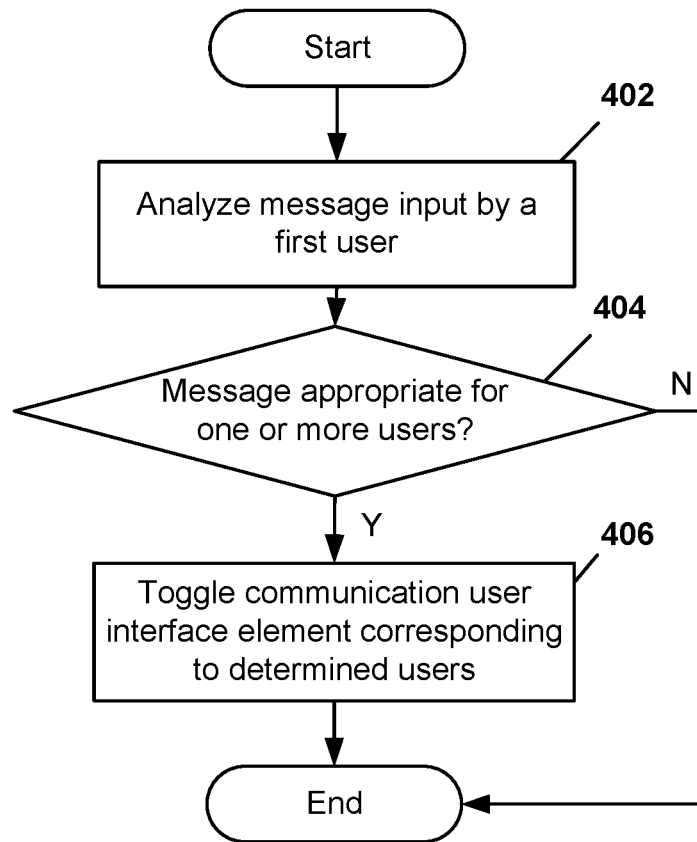 Start
402
Analyze message input by a
first user
404
Message appropriate for
one or more users?
N
Y
406
Toggle communication user
interface element corresponding
to determined users
End